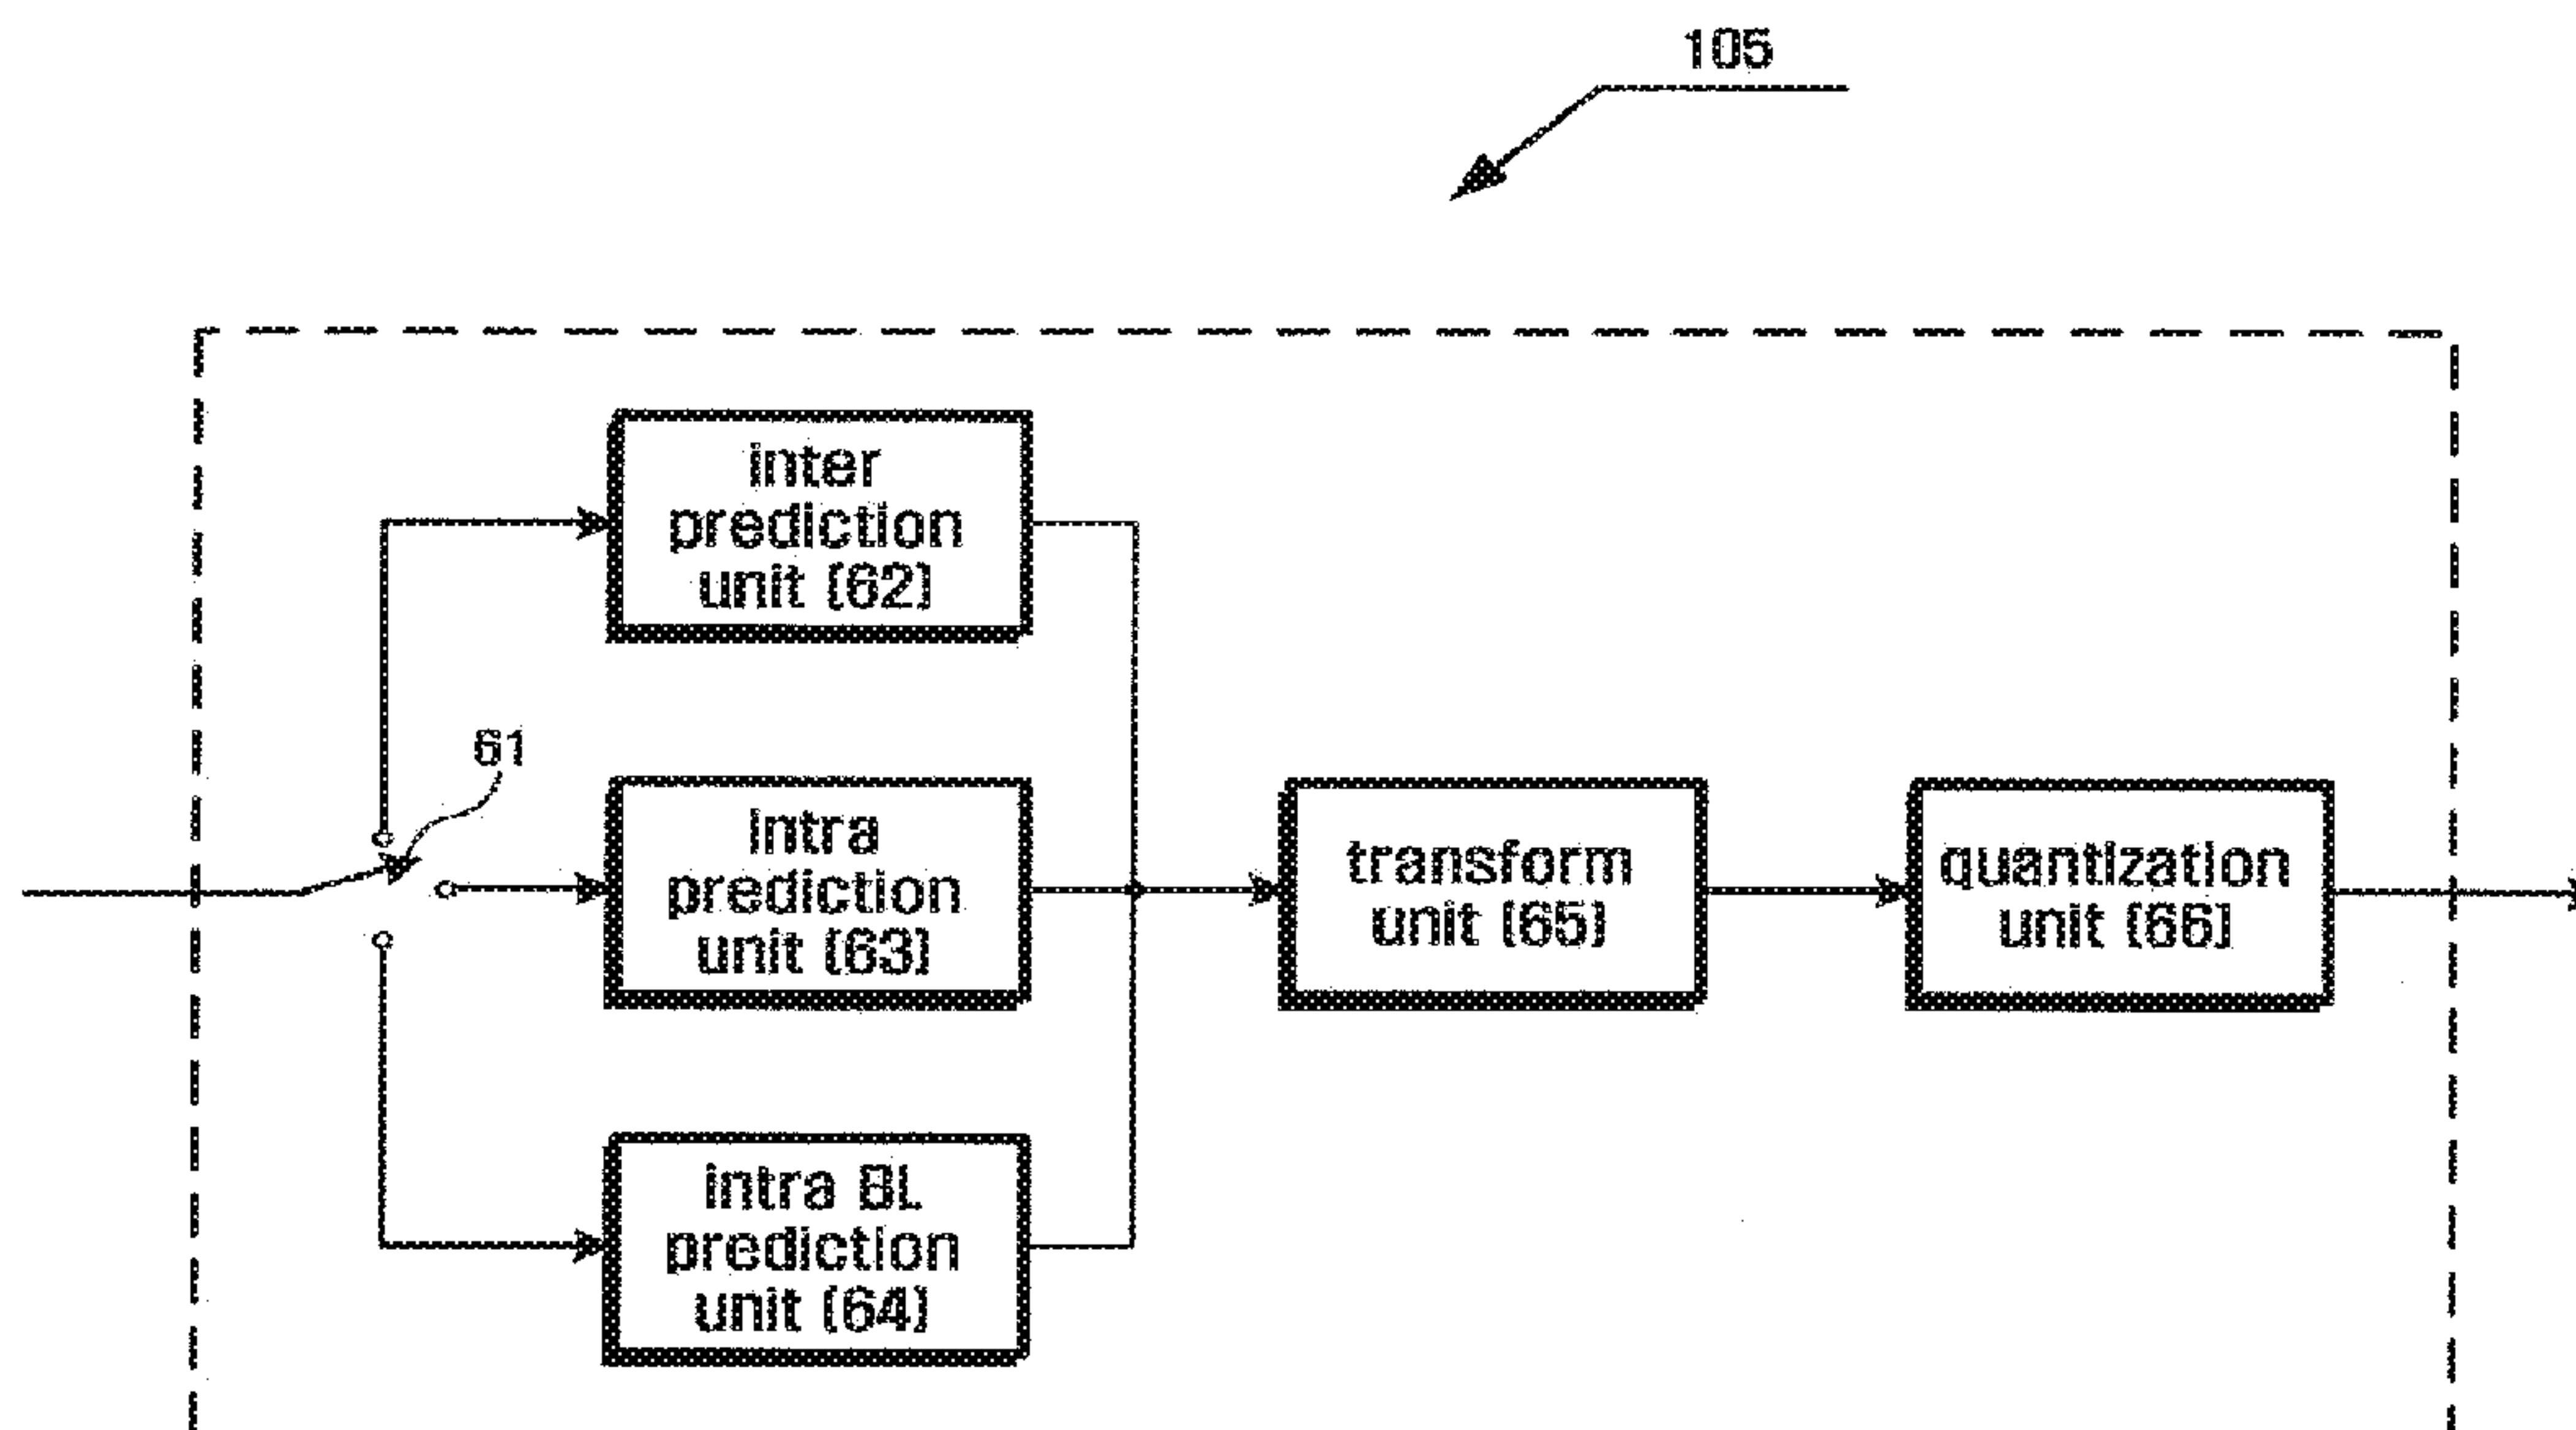 105
inter
prediction
unit (62)
61
intra
prediction
unit (63)
transform
unit (65)
quantization
unit (66)
intra BL
prediction
unit (64)